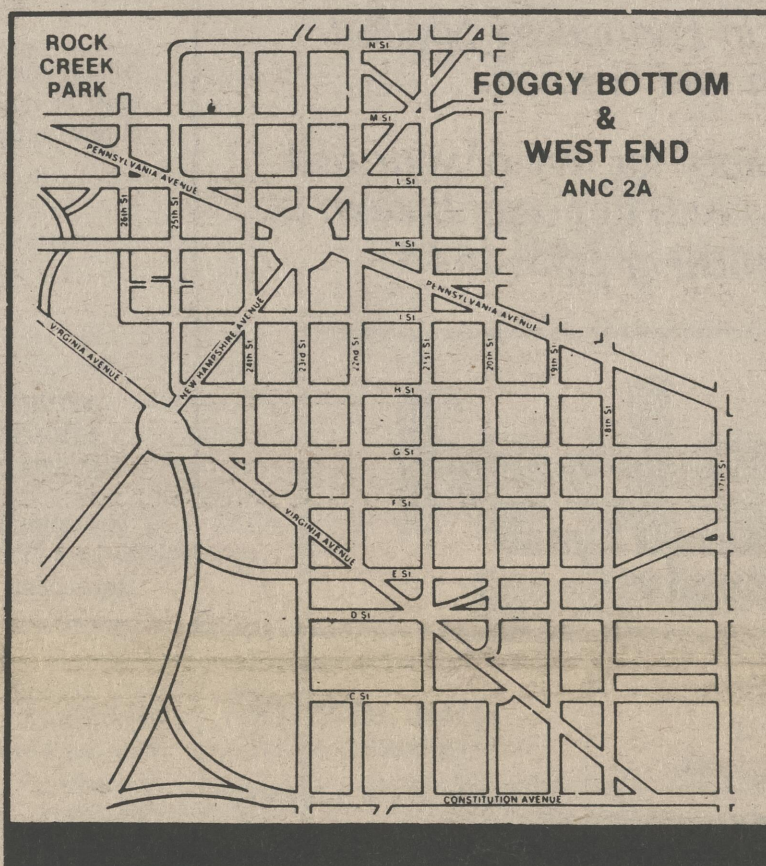 ROCK
CREEK
PARK
FOGGY BOTTOM
&
WEST END
ANC 2A
N St
M St
PENNSYLVANIA AVENUE
L St
26th St
25th St
K St
PENNSYLVANIA AVENUE
I St
VIRGINIA AVENUE
NEW HAMPSHIRE AVENUE
24th St
23rd St
22nd St
21st St
20th St
19th St
18th St
17th St
H St
G St
F St
VIRGINIA AVENUE
E St
D St
C St
CONSTITUTION AVENUE